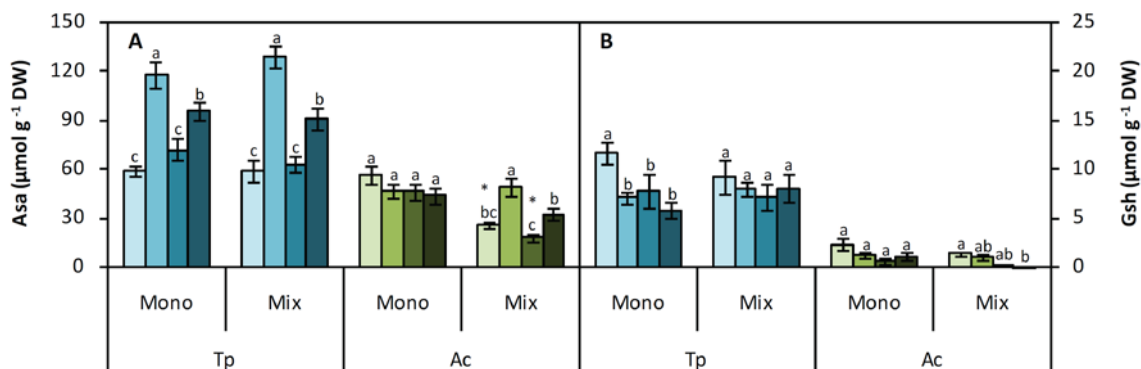 150
120
90
60
30
0
Asa (µmol g⁻¹ DW)
A
a
c
c
b
a
c
c
b
a
a
a
a
*
bc
a
*
c
b
B
a
b
b
b
a
a
a
a
a
a
a
a
a
ab
ab
b
25
20
15
10
5
0
Gsh (µmol g⁻¹ DW)
Mono Mix Mono Mix Mono Mix Mono Mix
Tp Ac Tp Ac